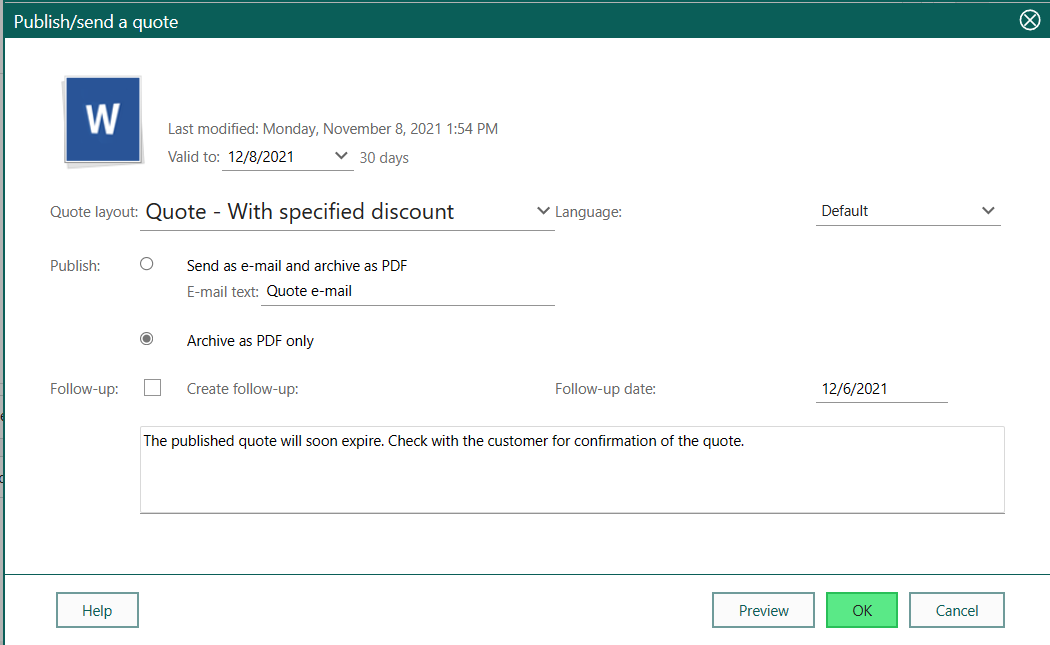 Publish/send a quote
W
Last modified: Monday, November 8, 2021 1:54 PM
Valid to: 12/8/2021 30 days
Quote layout: Quote - With specified discount Language: Default
Publish: Send as e-mail and archive as PDF
E-mail text: Quote e-mail
Archive as PDF only
Follow-up: Create follow-up: Follow-up date: 12/6/2021
The published quote will soon expire. Check with the customer for confirmation of the quote.
Help Preview OK Cancel